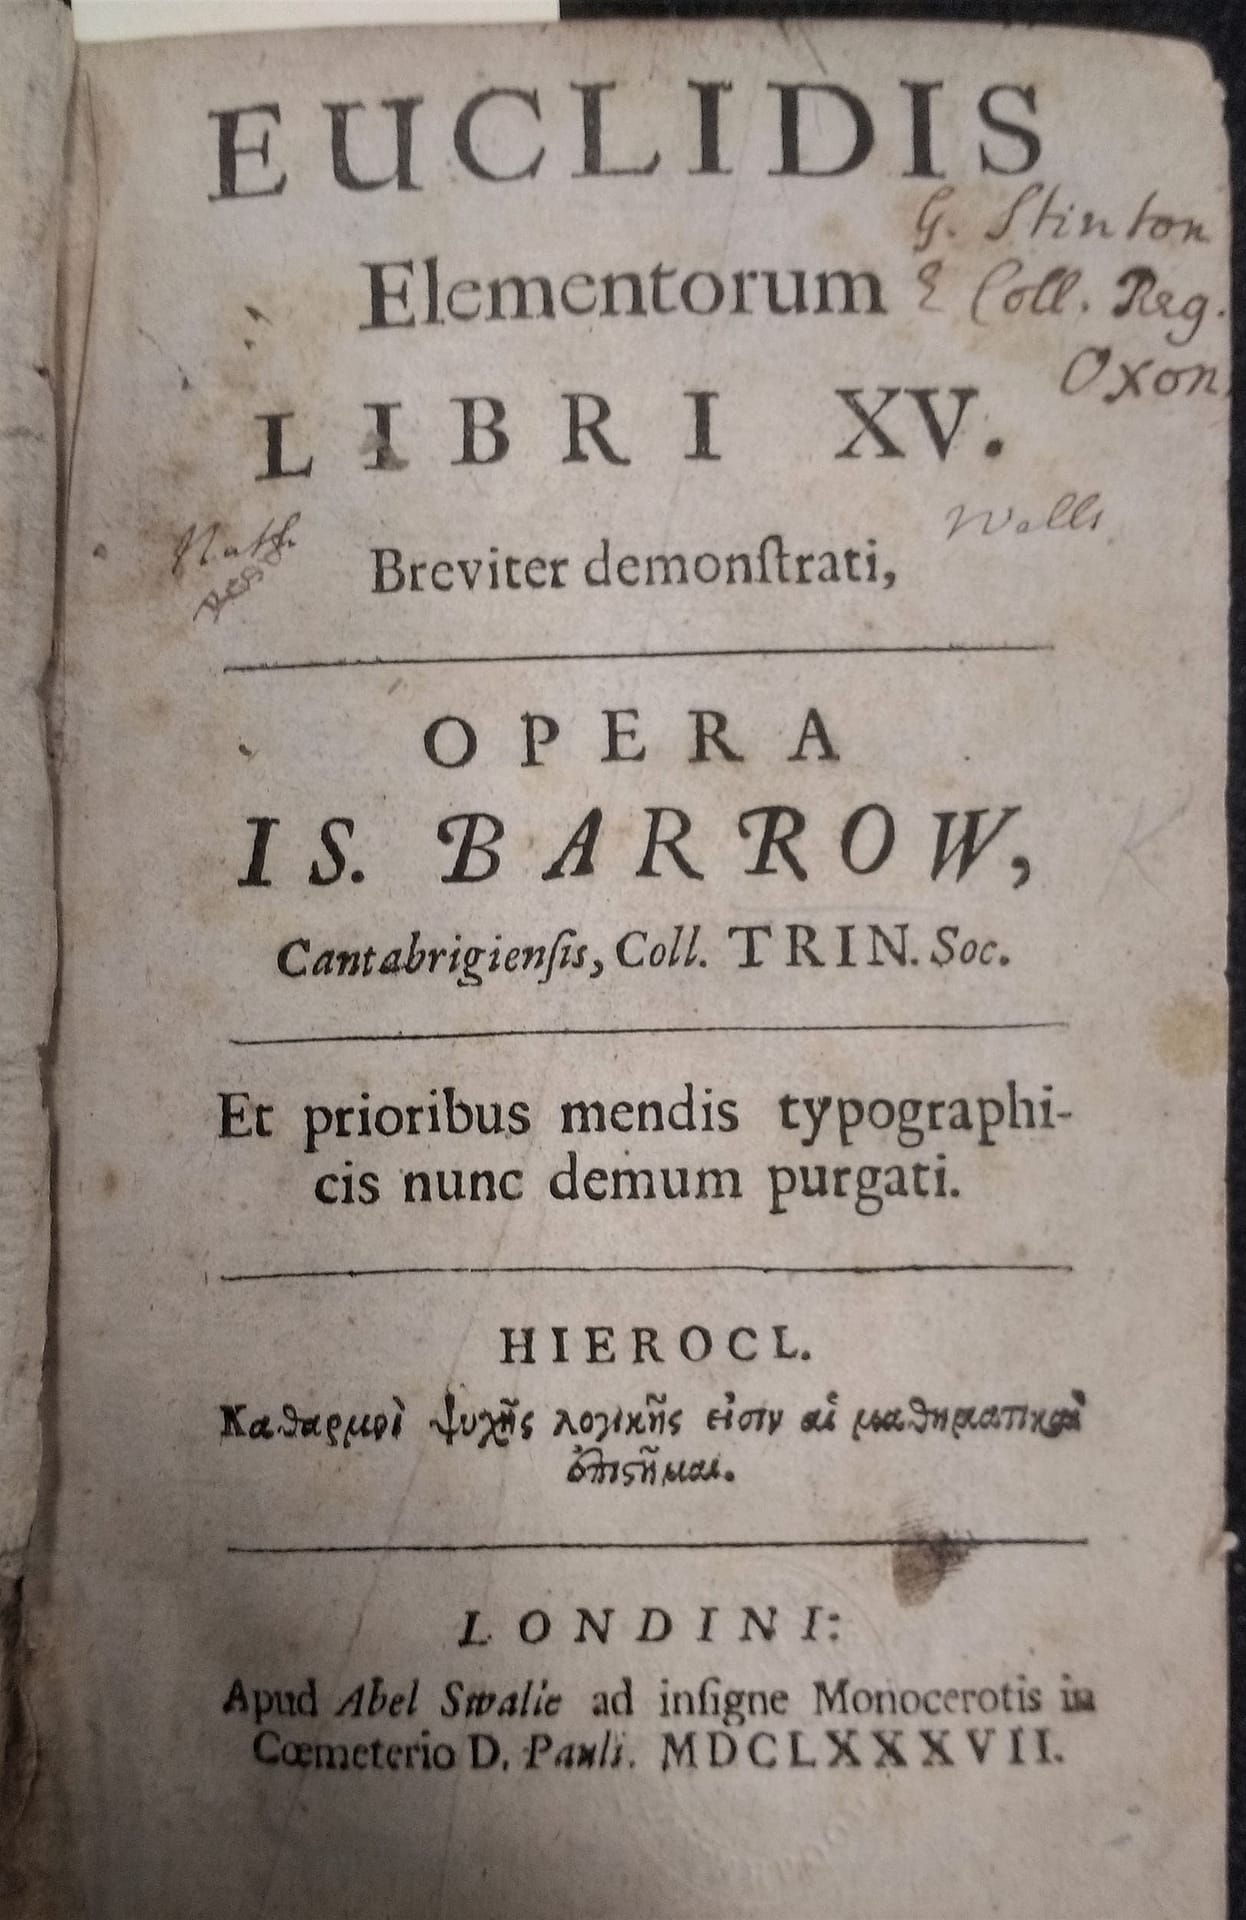 EUCLIDIS
G. Stinton
Elementorum
E Coll. Reg.
Oxon
LIBRI XV.
Wells
Nath.
Breviter demonſtrati,
OPERA
IS. BARROW,
Cantabrigienſis, Coll. TRIN. Soc.
Et prioribus mendis typographi-
cis nunc demum purgati.
HIEROCL.
Καθαρμοὶ ψυχῆς λογικῆς εἰσιν αἱ μαθηματικαὶ
ἐπιστῆμαι.
LONDINI:
Apud Abel Swalle ad inſigne Monocerotis in
Cœmeterio D. Pauli. MDCLXXXVII.